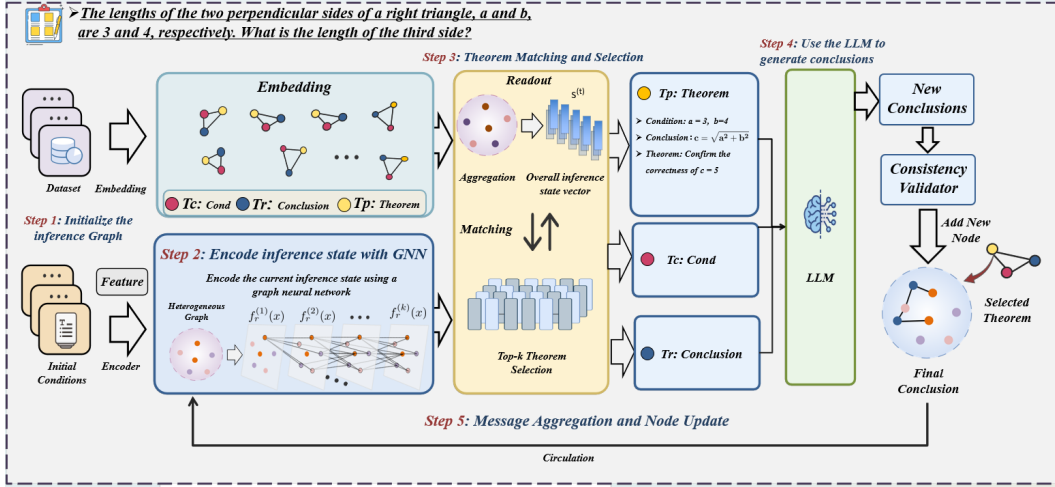 ➤ The lengths of the two perpendicular sides of a right triangle, a and b,
are 3 and 4, respectively. What is the length of the third side?
Step 1: Initialize the
inference Graph
Dataset
Embedding
Initial
Conditions
Feature
Encoder
Embedding
Tc: Cond
Tr: Conclusion
Tp: Theorem
Step 2: Encode inference state with GNN
Encode the current inference state using a
graph neural network
Heterogeneous
Graph
f_r^(1)(x)
f_r^(2)(x)
f_r^(k)(x)
Step 3: Theorem Matching and Selection
Readout
S^(t)
Aggregation
Overall inference
state vector
Matching
Top-k Theorem
Selection
Tp: Theorem
➤ Condition: a = 3, b=4
➤ Conclusion: c = √a² + b²
➤ Theorem: Confirm the
correctness of c = 5
Tc: Cond
Tr: Conclusion
Step 4: Use the LLM to
generate conclusions
LLM
New
Conclusions
Consistency
Validator
Add New
Node
Selected
Theorem
Final
Conclusion
Step 5: Message Aggregation and Node Update
Circulation